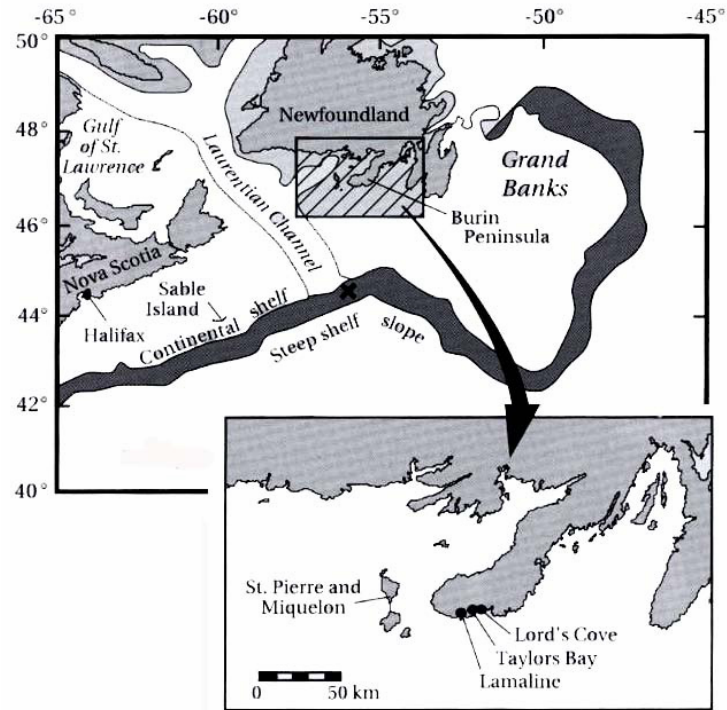 -65° -60° -55° -50° -45°
50°
48°
46°
44°
42°
40°
Newfoundland
Gulf
of St.
Lawrence
Laurentian Channel
Grand
Banks
Burin
Peninsula
Nova Scotia
Sable
Island
Halifax
Continental shelf
Steep shelf slope
St. Pierre and
Miquelon
Lord's Cove
Taylors Bay
Lamaline
0 50 km